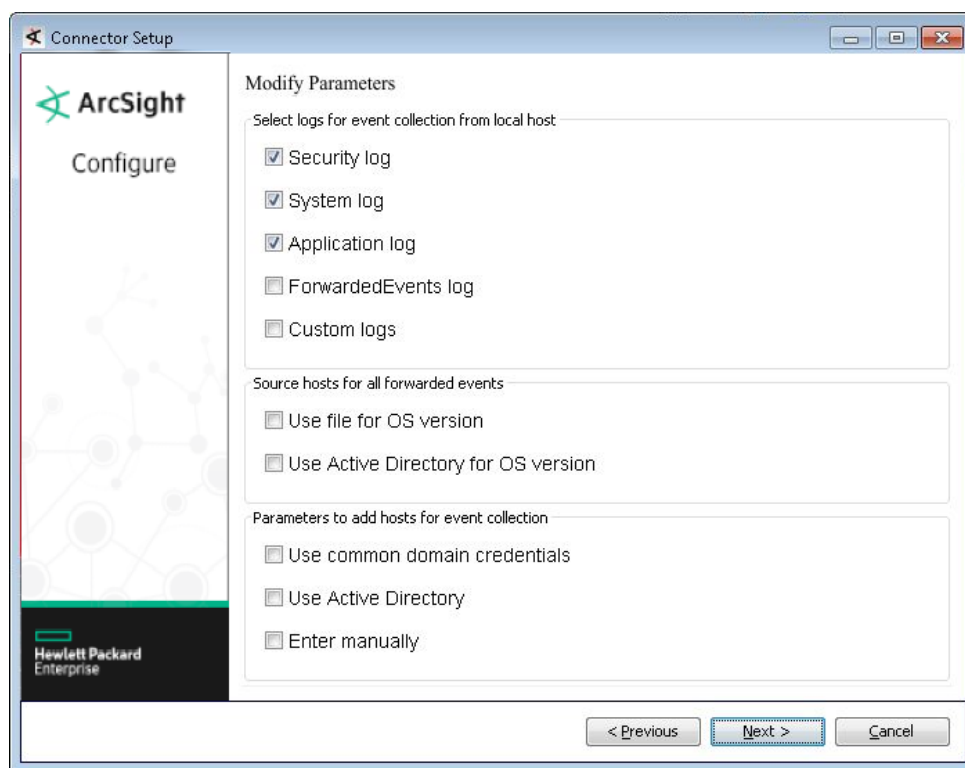 Connector Setup
ArcSight
Configure
Modify Parameters
Select logs for event collection from local host
Security log
System log
Application log
ForwardedEvents log
Custom logs
Source hosts for all forwarded events
Use file for OS version
Use Active Directory for OS version
Parameters to add hosts for event collection
Use common domain credentials
Use Active Directory
Enter manually
Hewlett Packard
Enterprise
< Previous
Next >
Cancel